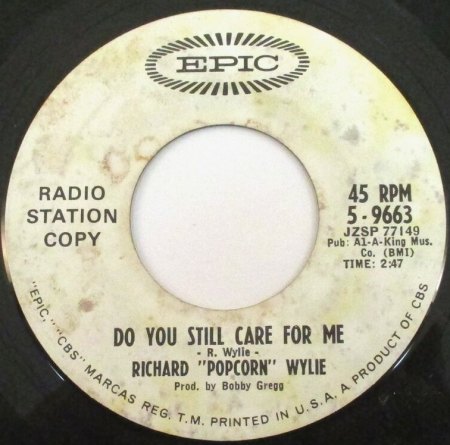 EPIC
RADIO
STATION
COPY
45 RPM
5-9663
JZSP 77149
Pub: Al-A-King Mus.
Co. (BMI)
TIME: 2:47
DO YOU STILL CARE FOR ME
- R. Wylie -
RICHARD "POPCORN" WYLIE
Prod. by Bobby Gregg
"EPIC," "CBS" MARCAS REG. T.M. PRINTED IN U.S.A. A PRODUCT OF CBS